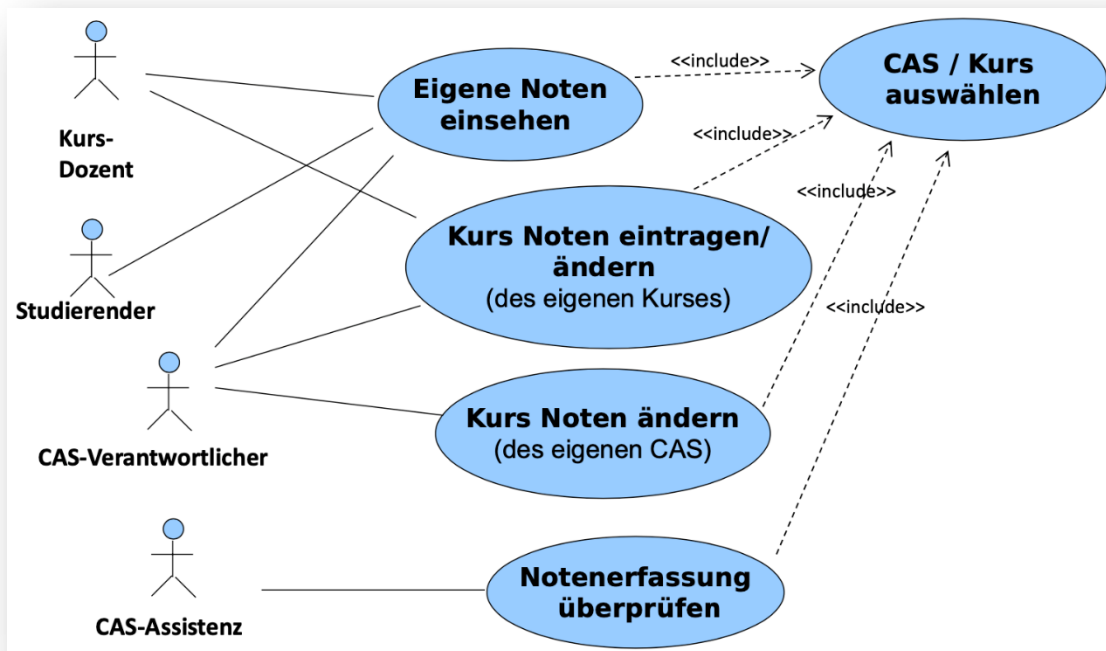 Kurs-
Dozent
Studierender
CAS-Verantwortlicher
CAS-Assistenz
Eigene Noten
einsehen
<<include>>
CAS / Kurs
auswählen
<<include>>
Kurs Noten eintragen/
ändern
(des eigenen Kurses)
<<include>>
<<include>>
Kurs Noten ändern
(des eigenen CAS)
Notenerfassung
überprüfen